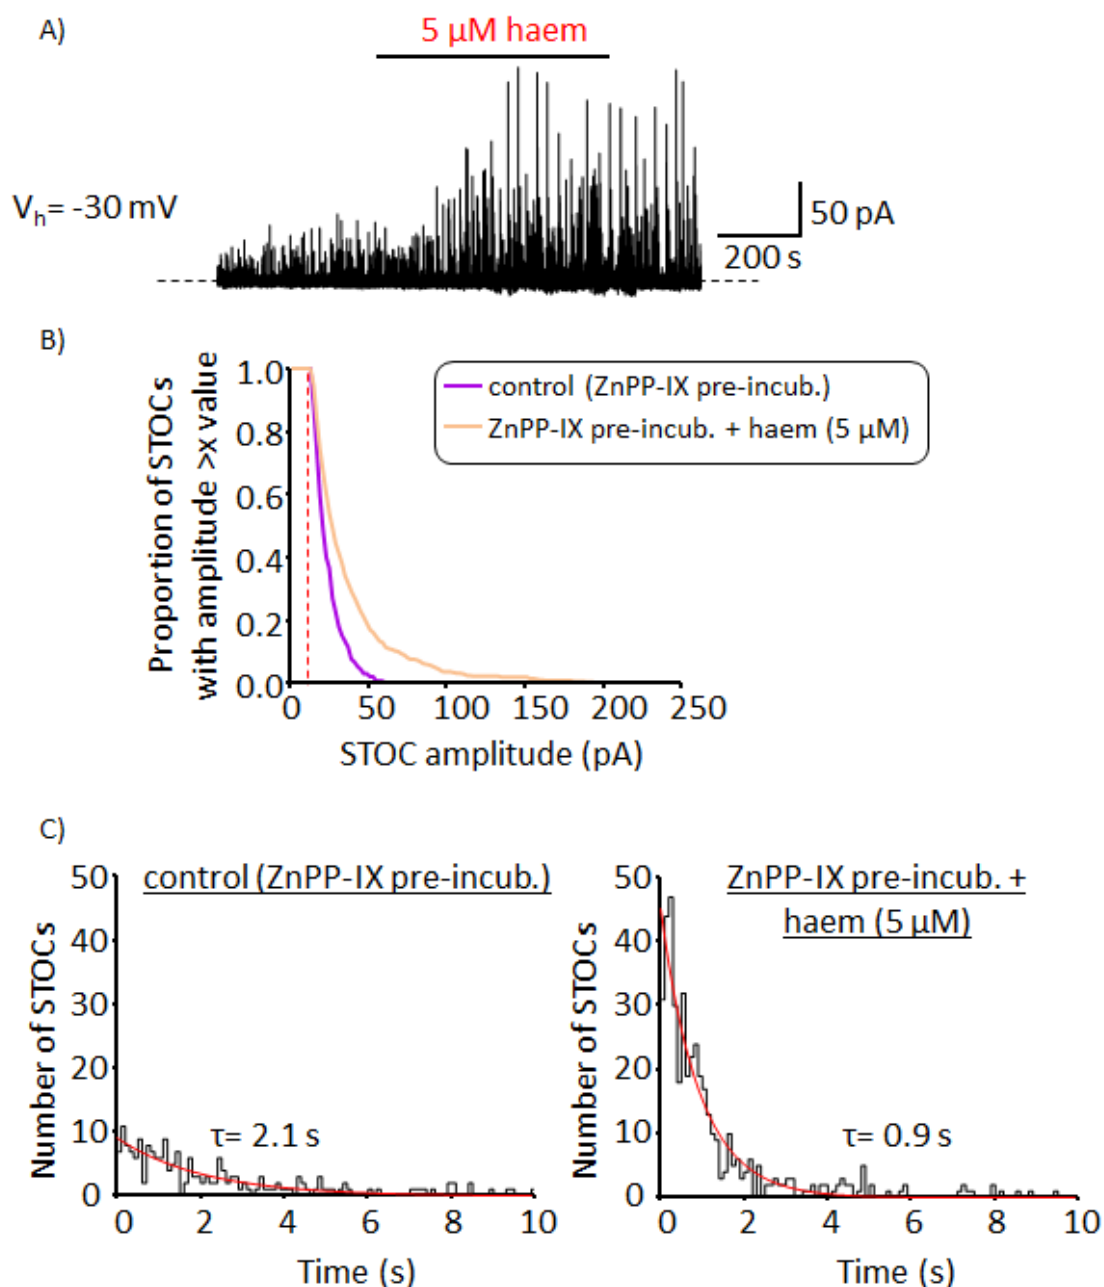 A)
5 µM haem
Vh= -30 mV
50 pA
200 s
B)
Proportion of STOCs
with amplitude >x value
1.0
0.8
0.6
0.4
0.2
0.0
control (ZnPP-IX pre-incub.)
ZnPP-IX pre-incub. + haem (5 µM)
0 50 100 150 200 250
STOC amplitude (pA)
C)
control (ZnPP-IX pre-incub.)
Number of STOCs
50
40
30
20
10
0
τ= 2.1 s
0 2 4 6 8 10
Time (s)
ZnPP-IX pre-incub. +
haem (5 µM)
Number of STOCs
50
40
30
20
10
0
τ= 0.9 s
0 2 4 6 8 10
Time (s)